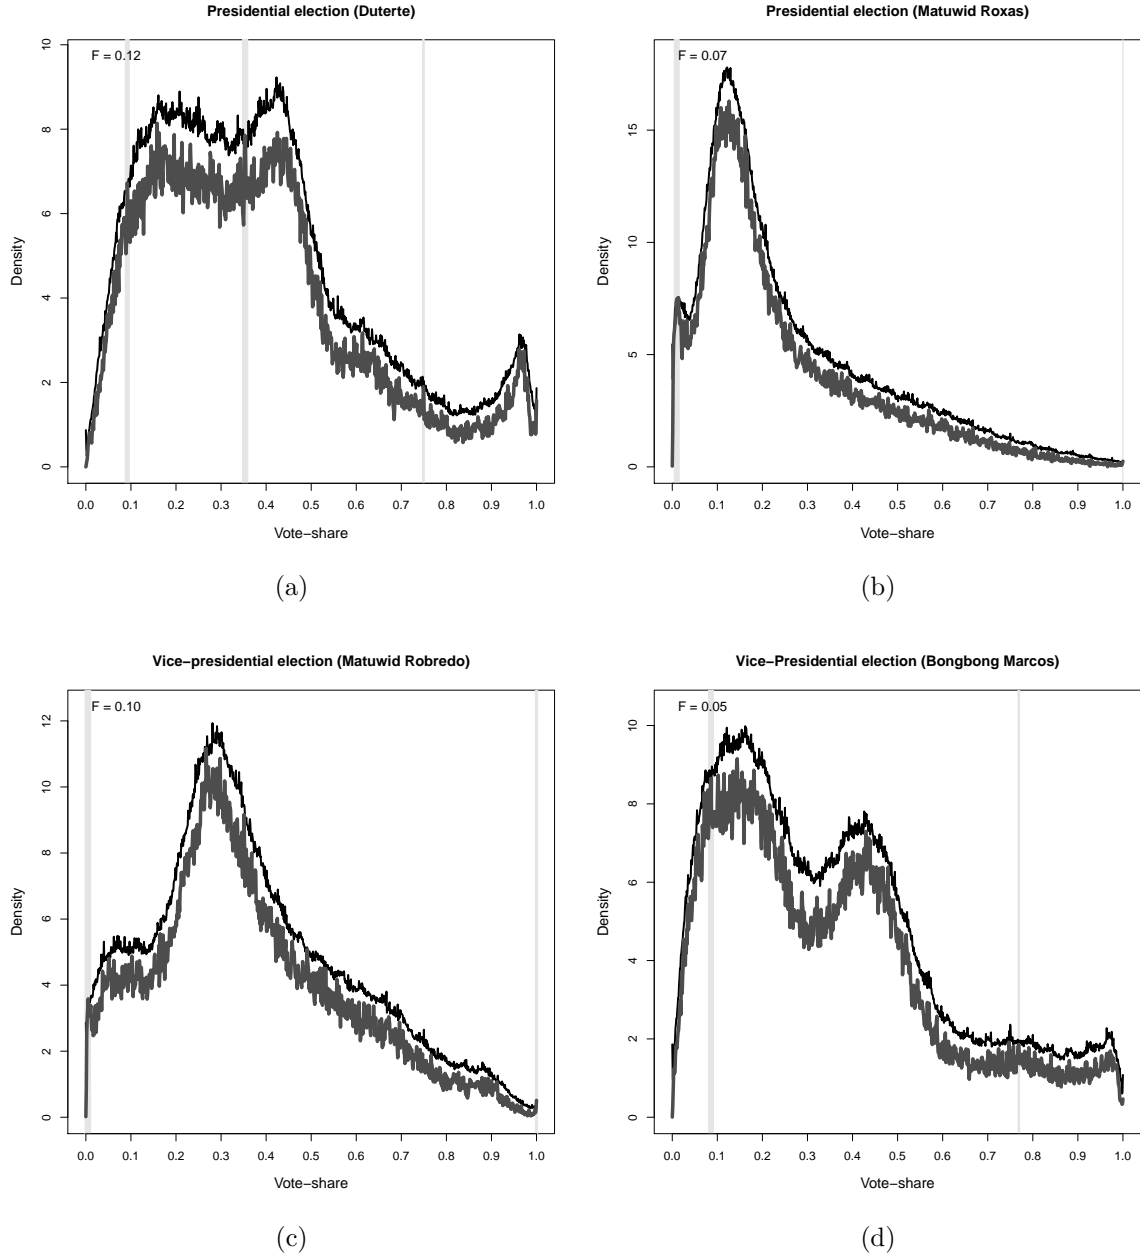 Presidential election (Duterte)
F = 0.12
Density
0 2 4 6 8 10
0.0 0.1 0.2 0.3 0.4 0.5 0.6 0.7 0.8 0.9 1.0
Vote−share
(a)
Presidential election (Matuwid Roxas)
F = 0.07
Density
0 5 10 15
0.0 0.1 0.2 0.3 0.4 0.5 0.6 0.7 0.8 0.9 1.0
Vote−share
(b)
Vice−presidential election (Matuwid Robredo)
F = 0.10
Density
0 2 4 6 8 10 12
0.0 0.1 0.2 0.3 0.4 0.5 0.6 0.7 0.8 0.9 1.0
Vote−share
(c)
Vice−Presidential election (Bongbong Marcos)
F = 0.05
Density
0 2 4 6 8 10
0.0 0.1 0.2 0.3 0.4 0.5 0.6 0.7 0.8 0.9 1.0
Vote−share
(d)